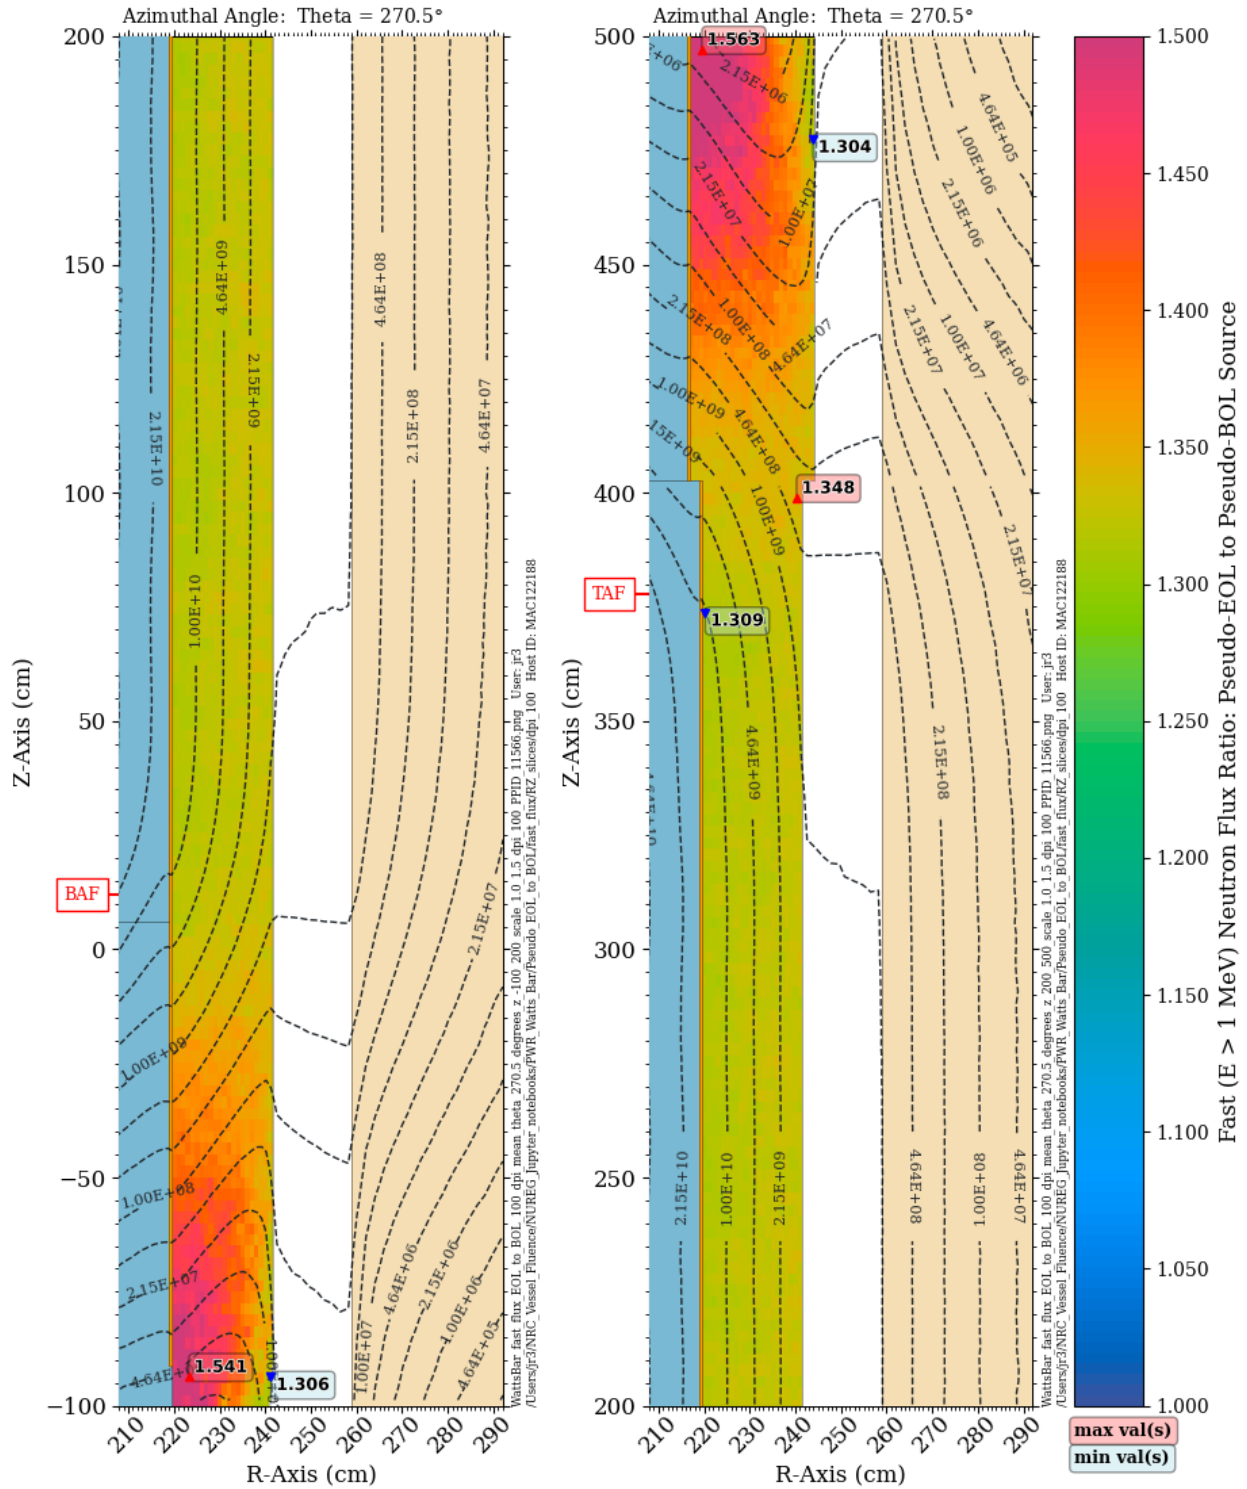 Azimuthal Angle:  Theta = 270.5°
200
150
100
50
0
−50
−100
Z-Axis (cm)
BAF
210
220
230
240
250
260
270
280
290
R-Axis (cm)
4.64E+09
2.15E+09
2.15E+10
1.00E+10
4.64E+08
2.15E+08
4.64E+07
2.15E+07
1.00E+09
1.00E+08
2.15E+07
1.541
1.306
1.00E+07
4.64E+06
2.15E+06
1.00E+06
4.64E+05
WattsBar_fast_flux_EOL_to_BOL_100_dpi_mean_theta_270.5_degrees_z_-100_200_scale_1.0_1.5_dpi_100_PPID_11566.png   User: jr3
/Users/jr3/NRC_Vessel_Fluence/NUREG_Jupyter_notebooks/PWR_Watts_Bar/Pseudo_EOL_to_BOL/fast_flux/RZ_slices/dpi_100   Host ID: MAC122188
Azimuthal Angle:  Theta = 270.5°
500
450
400
350
300
250
200
Z-Axis (cm)
TAF
210
220
230
240
250
260
270
280
290
R-Axis (cm)
1.563
2.15E+06
1.304
2.15E+07
1.00E+07
2.15E+08
1.00E+08
4.64E+07
1.00E+09
4.64E+08
1.348
1.00E+09
1.309
4.64E+09
2.15E+10
1.00E+10
2.15E+09
4.64E+05
1.00E+06
2.15E+06
2.15E+07
1.00E+07
4.64E+06
2.15E+07
2.15E+08
4.64E+08
1.00E+08
4.64E+07
WattsBar_fast_flux_EOL_to_BOL_100_dpi_mean_theta_270.5_degrees_z_200_500_scale_1.0_1.5_dpi_100_PPID_11566.png   User: jr3
/Users/jr3/NRC_Vessel_Fluence/NUREG_Jupyter_notebooks/PWR_Watts_Bar/Pseudo_EOL_to_BOL/fast_flux/RZ_slices/dpi_100   Host ID: MAC122188
1.500
1.450
1.400
1.350
1.300
1.250
1.200
1.150
1.100
1.050
1.000
Fast (E > 1 MeV) Neutron Flux Ratio: Pseudo-EOL to Pseudo-BOL Source
max val(s)
min val(s)